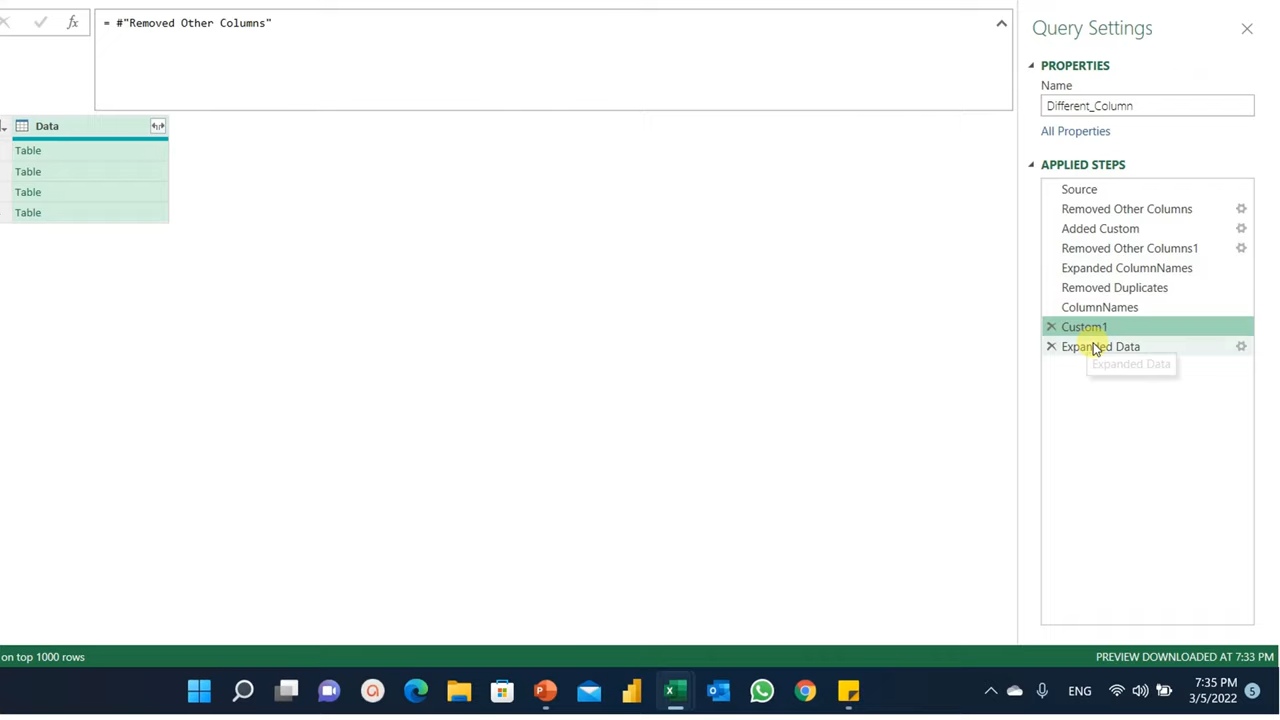 = #"Removed Other Columns"
Data
Table
Table
Table
Table
Query Settings
PROPERTIES
Name
Different_Column
All Properties
APPLIED STEPS
Source
Removed Other Columns
Added Custom
Removed Other Columns1
Expanded ColumnNames
Removed Duplicates
ColumnNames
Custom1
Expanded Data
Expanded Data
on top 1000 rows
PREVIEW DOWNLOADED AT 7:33 PM
ENG
7:35 PM
3/5/2022
5